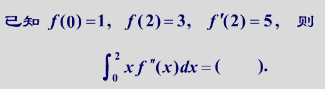 已知 f(0)=1, f(2)=3, f′(2)=5, 则
∫₀² x f″(x)dx=(    ).